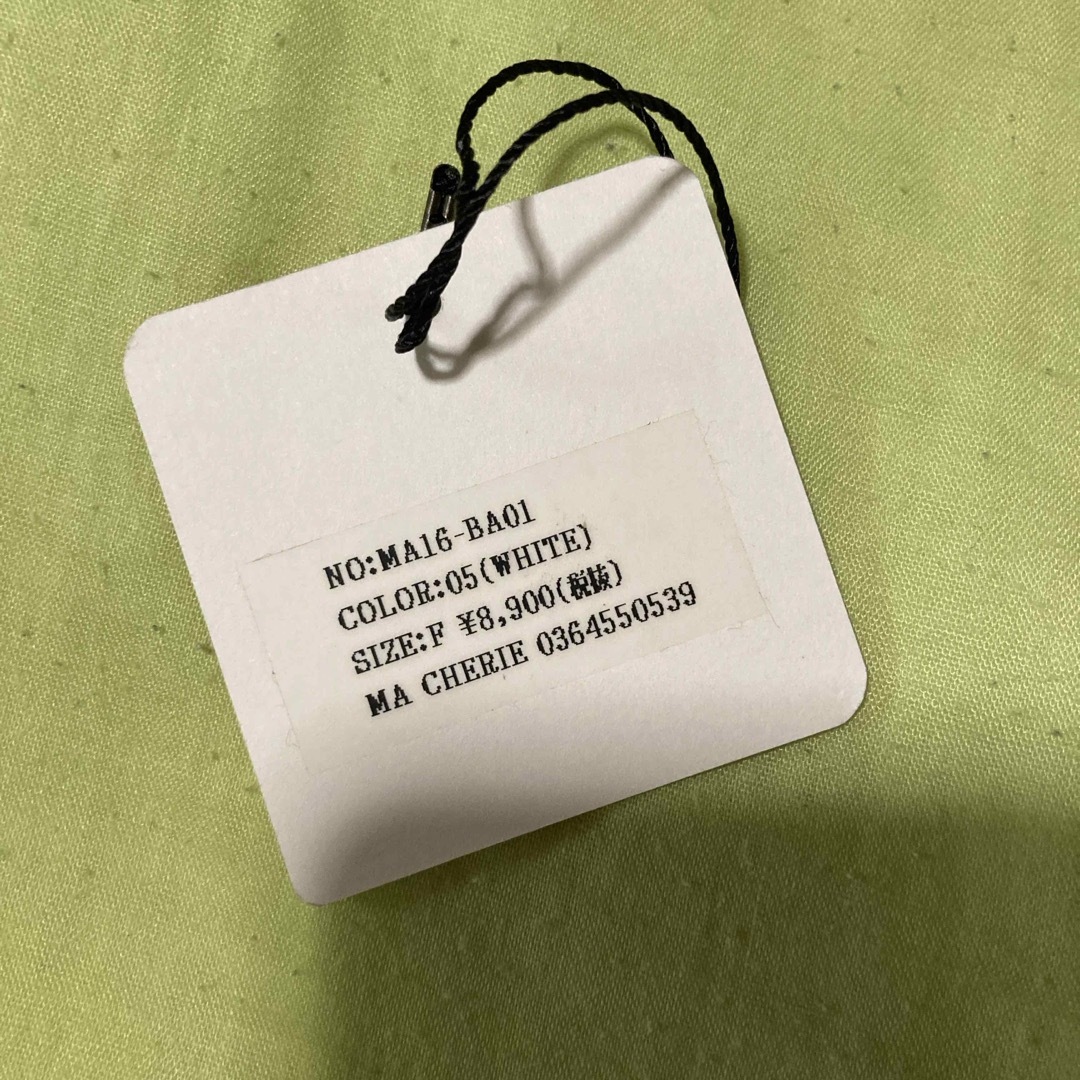 NO:MA16-BA01
COLOR:05(WHITE)
SIZE:F ¥8,900(税抜)
MA CHERIE 0364550539